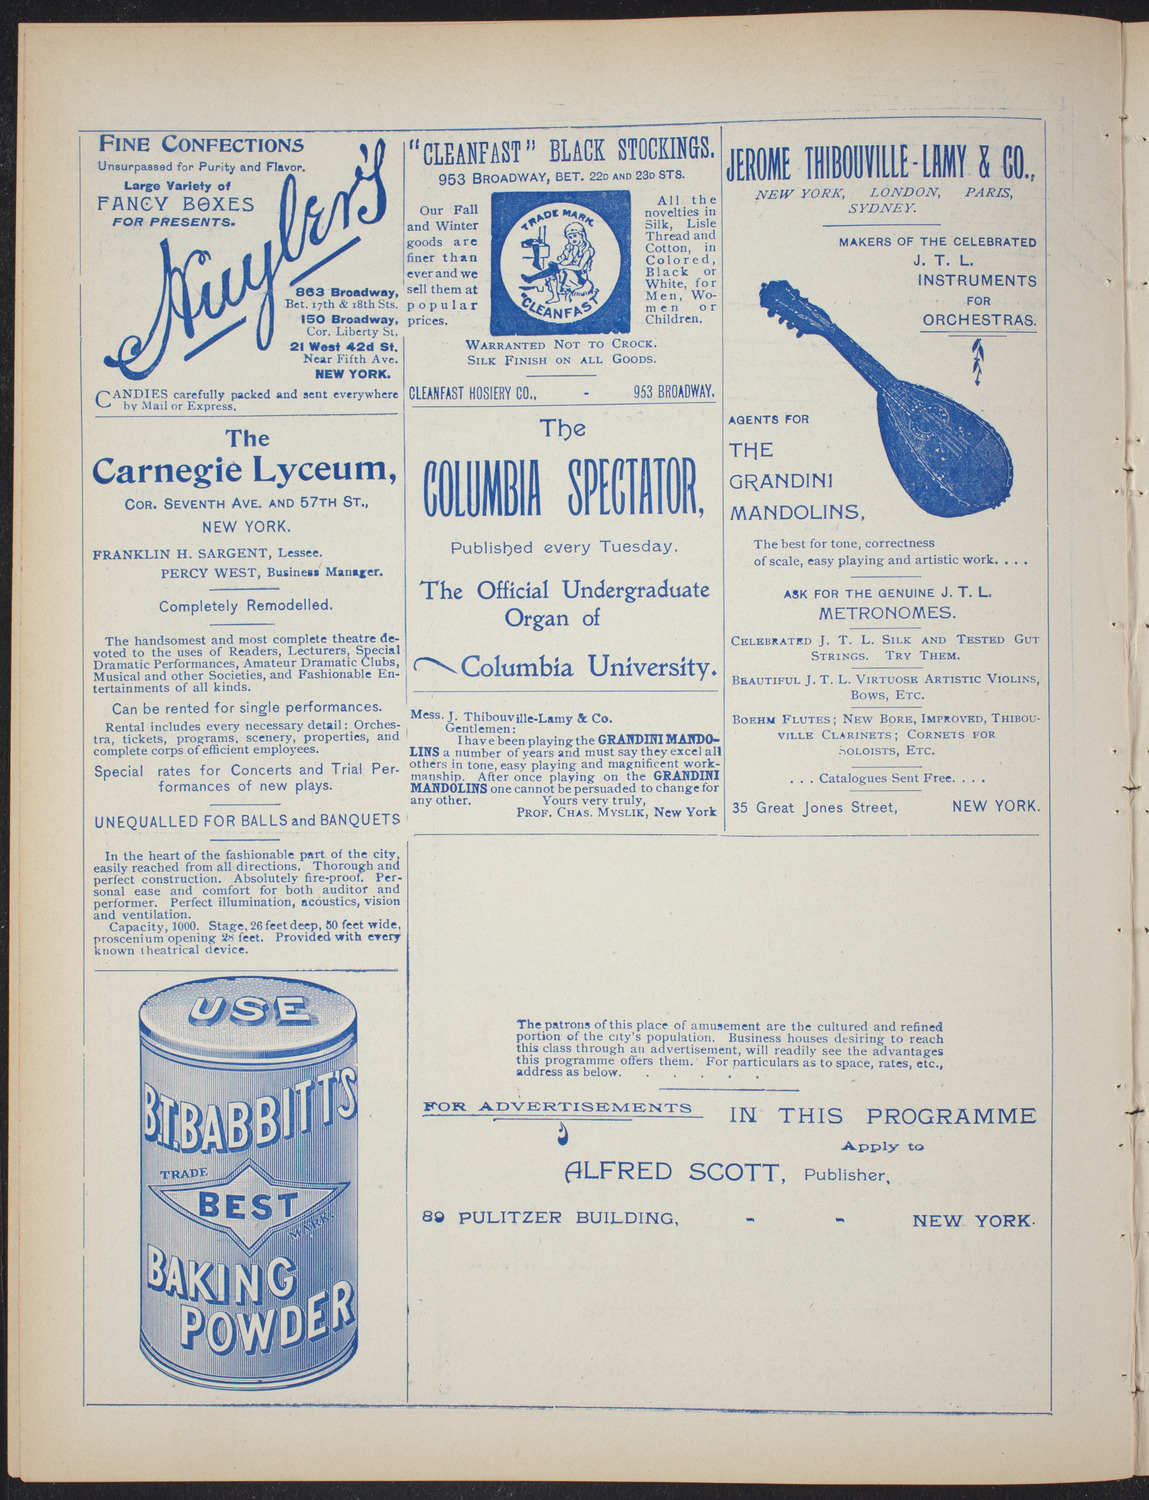 FINE CONFECTIONS
Unsurpassed for Purity and Flavor.
Large Variety of
FANCY BOXES
FOR PRESENTS.
Huyler's
863 Broadway,
Bet. 17th & 18th Sts.
150 Broadway,
Cor. Liberty St.
21 West 42d St.
Near Fifth Ave.
NEW YORK.
CANDIES carefully packed and sent everywhere
by Mail or Express.
The
Carnegie Lyceum,
COR. SEVENTH AVE. AND 57TH ST.,
NEW YORK.
FRANKLIN H. SARGENT, Lessee.
PERCY WEST, Business Manager.
Completely Remodelled.
The handsomest and most complete theatre de-
voted to the uses of Readers, Lecturers, Special
Dramatic Performances, Amateur Dramatic Clubs,
Musical and other Societies, and Fashionable En-
tertainments of all kinds.
Can be rented for single performances.
Rental includes every necessary detail: Orches-
tra, tickets, programs, scenery, properties, and
complete corps of efficient employees.
Special rates for Concerts and Trial Per-
formances of new plays.
UNEQUALLED FOR BALLS and BANQUETS
In the heart of the fashionable part of the city,
easily reached from all directions. Thorough and
perfect construction. Absolutely fire-proof. Per-
sonal ease and comfort for both auditor and
performer. Perfect illumination, acoustics, vision
and ventilation.
Capacity, 1000. Stage, 26 feet deep, 50 feet wide,
proscenium opening 28 feet. Provided with every
known theatrical device.
USE
B.T. BABBITT'S
TRADE
BEST
MARK.
BAKING
POWDER
"CLEANFAST" BLACK STOCKINGS.
953 BROADWAY, BET. 22D AND 23D STS.
Our Fall
and Winter
goods are
finer than
ever and we
sell them at
popular
prices.
TRADE MARK.
"CLEANFAST"
All the
novelties in
Silk, Lisle
Thread and
Cotton, in
Colored,
Black or
White, for
Men, Wo-
men or
Children.
WARRANTED NOT TO CROCK.
SILK FINISH ON ALL GOODS.
CLEANFAST HOSIERY CO., - 953 BROADWAY.
The
COLUMBIA SPECTATOR,
Published every Tuesday.
The Official Undergraduate
Organ of
Columbia University.
Mess. J. Thibouville-Lamy & Co.
Gentlemen:
I have been playing the GRANDINI MANDO-
LINS a number of years and must say they excel all
others in tone, easy playing and magnificent work-
manship. After once playing on the GRANDINI
MANDOLINS one cannot be persuaded to change for
any other. Yours very truly,
PROF. CHAS. MYSLIK, New York
JEROME THIBOUVILLE-LAMY & CO.,
NEW YORK, LONDON, PARIS,
SYDNEY.
MAKERS OF THE CELEBRATED
J. T. L.
INSTRUMENTS
FOR
ORCHESTRAS.
AGENTS FOR
THE
GRANDINI
MANDOLINS,
The best for tone, correctness
of scale, easy playing and artistic work. . . .
ASK FOR THE GENUINE J. T. L.
METRONOMES.
CELEBRATED J. T. L. SILK AND TESTED GUT
STRINGS. TRY THEM.
BEAUTIFUL J. T. L. VIRTUOSE ARTISTIC VIOLINS,
BOWS, ETC.
BOEHM FLUTES; NEW BORE, IMPROVED, THIBOU-
VILLE CLARINETS; CORNETS FOR
SOLOISTS, ETC.
. . . Catalogues Sent Free. . . .
35 Great Jones Street, NEW YORK.
The patrons of this place of amusement are the cultured and refined
portion of the city's population. Business houses desiring to reach
this class through an advertisement, will readily see the advantages
this programme offers them. For particulars as to space, rates, etc.,
address as below. . . . .
FOR ADVERTISEMENTS IN THIS PROGRAMME
Apply to
ALFRED SCOTT, Publisher,
89 PULITZER BUILDING, - - NEW YORK.